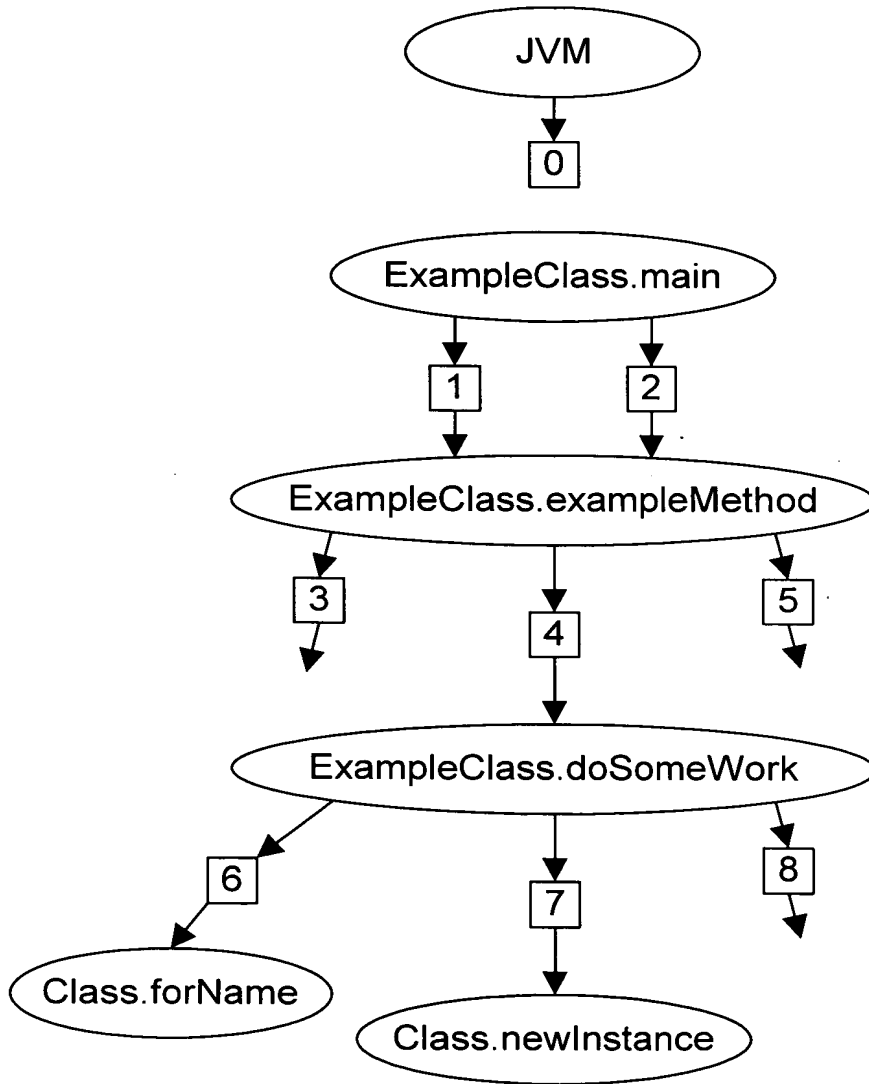 JVM
0
ExampleClass.main
1 2
ExampleClass.exampleMethod
3 4 5
ExampleClass.doSomeWork
6 7 8
Class.forName
Class.newInstance